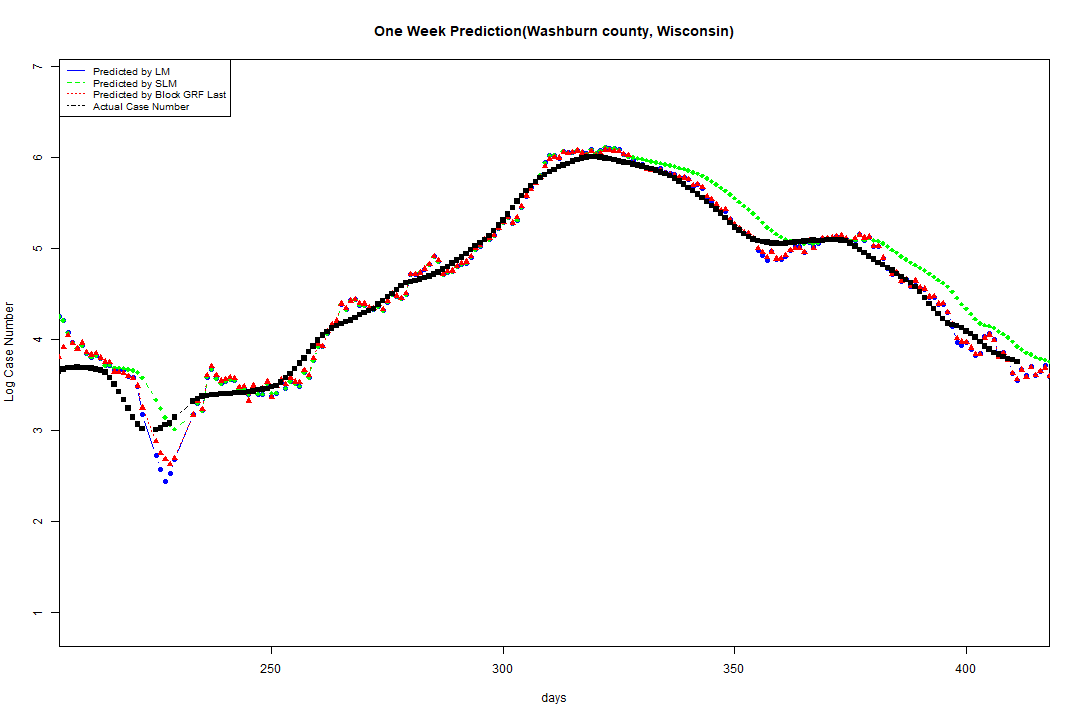 One Week Prediction(Washburn county, Wisconsin)
Predicted by LM
Predicted by SLM
Predicted by Block GRF Last
Actual Case Number
Log Case Number
7
6
5
4
3
2
1
250
300
350
400
days